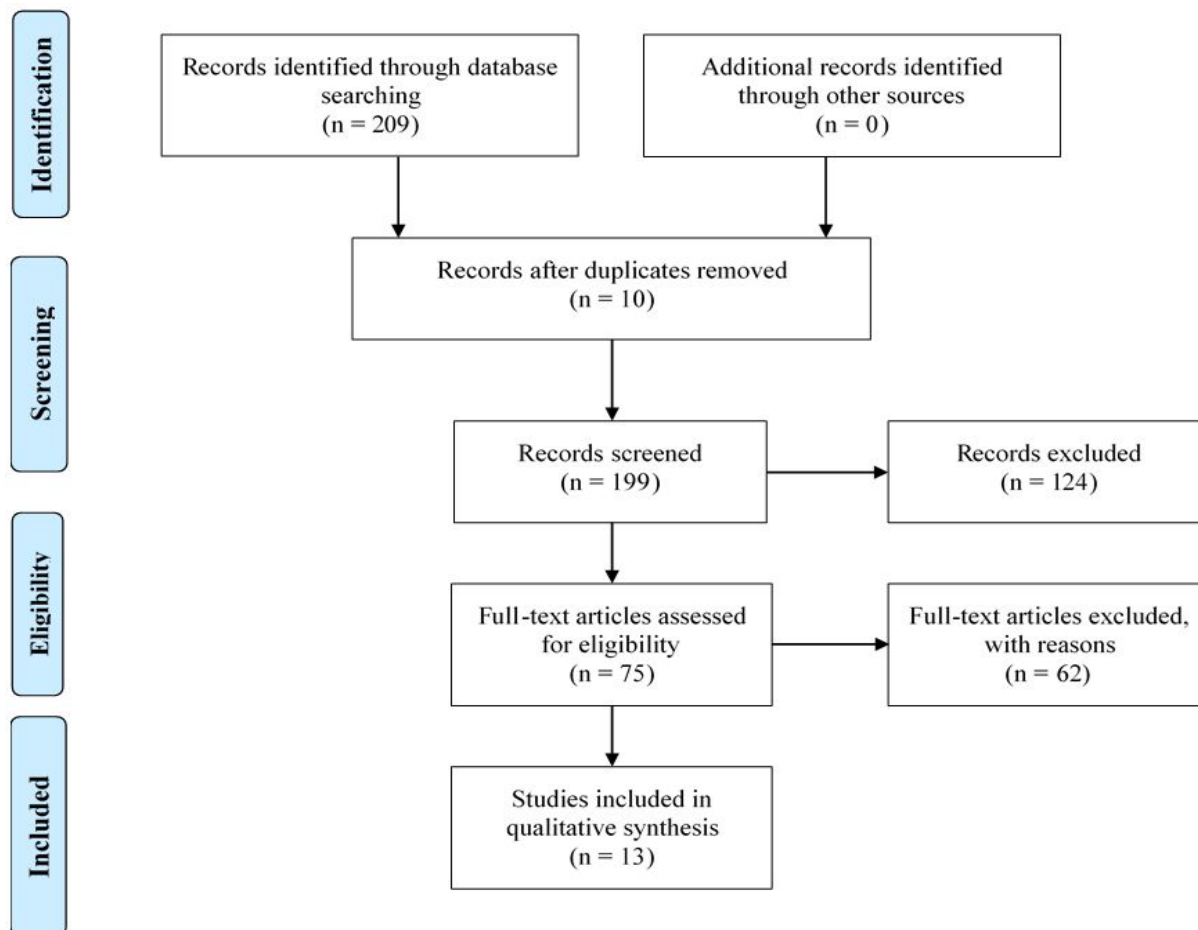 Identification
Records identified through database
searching
(n = 209)
Additional records identified
through other sources
(n = 0)
Screening
Records after duplicates removed
(n = 10)
Records screened
(n = 199)
Records excluded
(n = 124)
Eligibility
Full-text articles assessed
for eligibility
(n = 75)
Full-text articles excluded,
with reasons
(n = 62)
Included
Studies included in
qualitative synthesis
(n = 13)